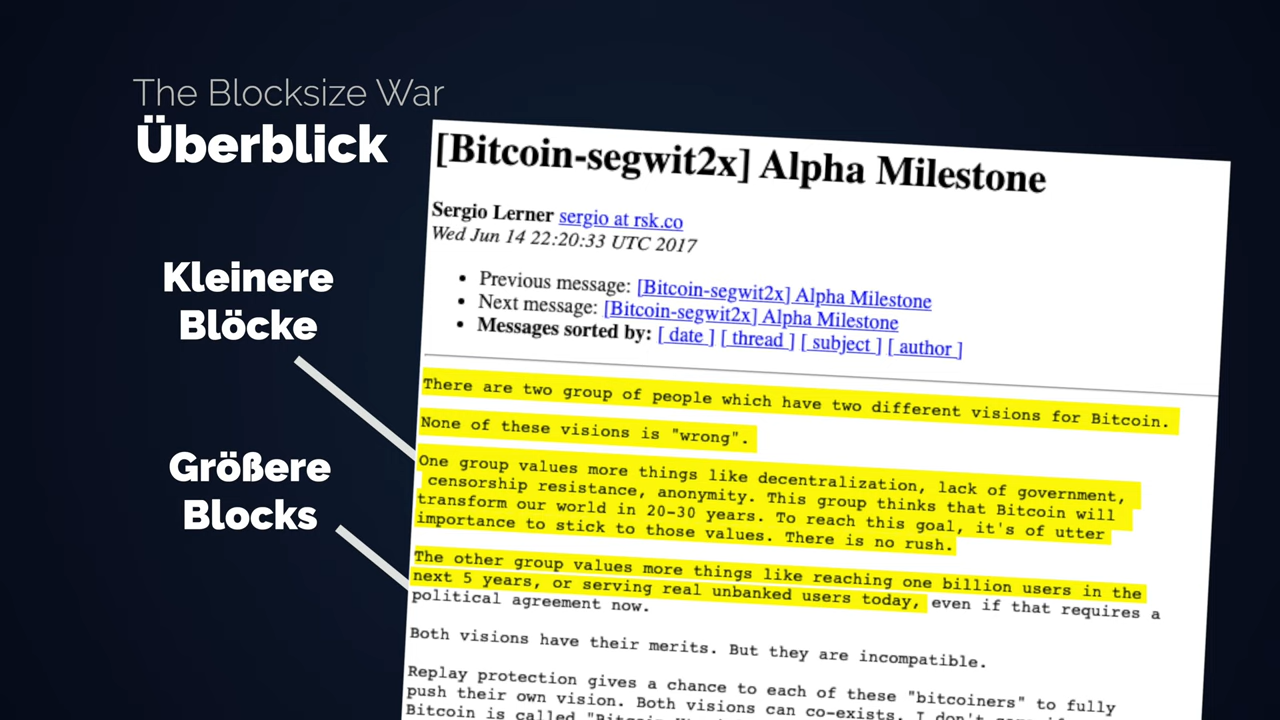 The Blocksize War
Überblick
Kleinere
Blöcke
Größere
Blocks
[Bitcoin-segwit2x] Alpha Milestone
Sergio Lerner sergio at rsk.co
Wed Jun 14 22:20:33 UTC 2017
• Previous message: [Bitcoin-segwit2x] Alpha Milestone
• Next message: [Bitcoin-segwit2x] Alpha Milestone
• Messages sorted by: [ date ] [ thread ] [ subject ] [ author ]
There are two group of people which have two different visions for Bitcoin.
None of these visions is "wrong".
One group values more things like decentralization, lack of government,
censorship resistance, anonymity. This group thinks that Bitcoin will
transform our world in 20-30 years. To reach this goal, it's of utter
importance to stick to those values. There is no rush.
The other group values more things like reaching one billion users in the
next 5 years, or serving real unbanked users today, even if that requires a
political agreement now.
Both visions have their merits. But they are incompatible.
Replay protection gives a chance to each of these "bitcoiners" to fully
push their own vision. Both visions can co-exists. I don't
Bitcoin is called "Bitcoin